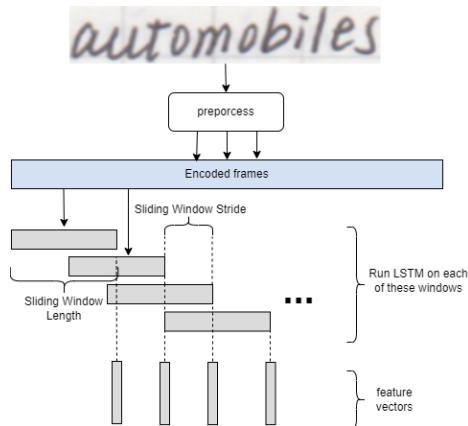 automobiles
preporcess
Encoded frames
Sliding Window Stride
Sliding Window
Length
Run LSTM on each
of these windows
feature
vectors